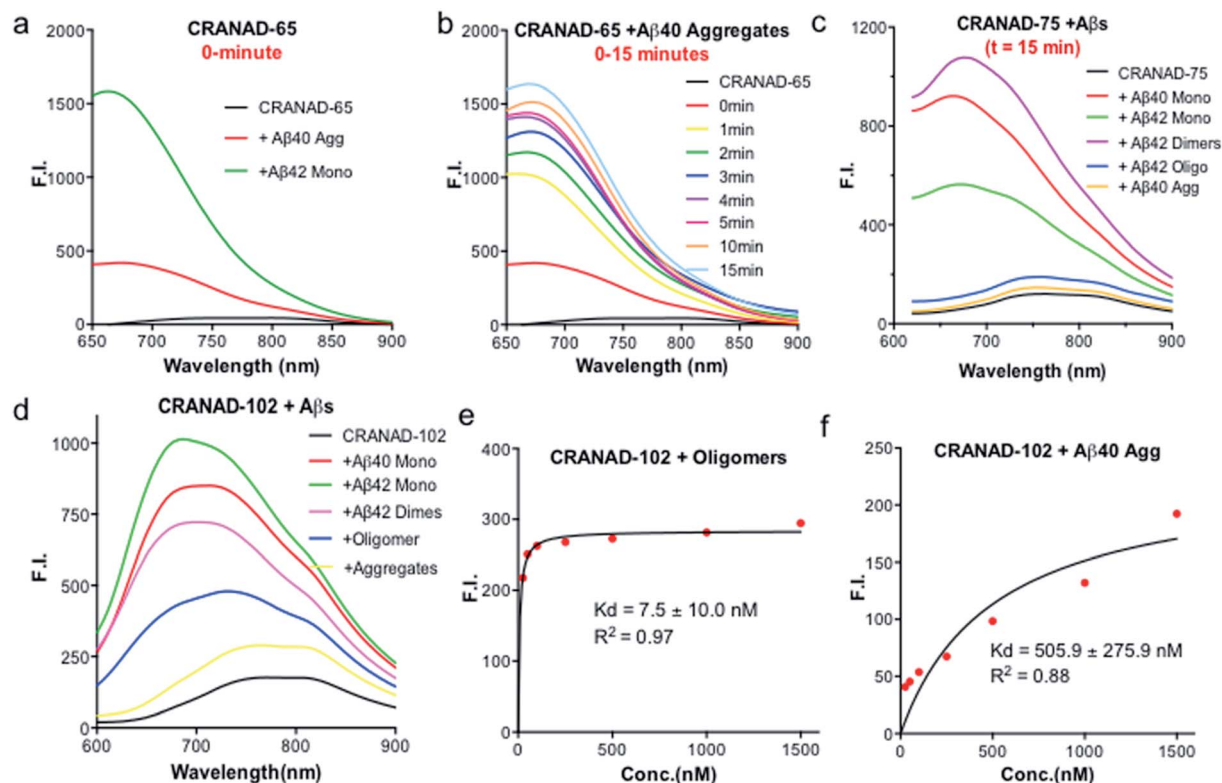 a
CRANAD-65
0-minute
2000
1500
1000
500
0
F.I.
650 700 750 800 850 900
Wavelength (nm)
CRANAD-65
+ Aβ40 Agg
+Aβ42 Mono
b
CRANAD-65 +Aβ40 Aggregates
0-15 minutes
2000
1500
1000
500
0
F.I.
650 700 750 800 850 900
Wavelength (nm)
CRANAD-65
0min
1min
2min
3min
4min
5min
10min
15min
c
CRANAD-75 +Aβs
(t = 15 min)
1200
800
400
0
F.I.
600 700 800 900
Wavelength (nm)
CRANAD-75
+ Aβ40 Mono
+ Aβ42 Mono
+ Aβ42 Dimers
+ Aβ42 Oligo
+ Aβ40 Agg
d
CRANAD-102 + Aβs
1000
750
500
250
0
F.I.
600 700 800 900
Wavelength(nm)
CRANAD-102
+Aβ40 Mono
+Aβ42 Mono
+Aβ42 Dimes
+Oligomer
+Aggregates
e
CRANAD-102 + Oligomers
400
300
200
100
0
F.I.
0 500 1000 1500
Conc.(nM)
Kd = 7.5 ± 10.0 nM
R² = 0.97
f
CRANAD-102 + Aβ40 Agg
250
200
150
100
50
0
F.I.
0 500 1000 1500
Conc.(nM)
Kd = 505.9 ± 275.9 nM
R² = 0.88